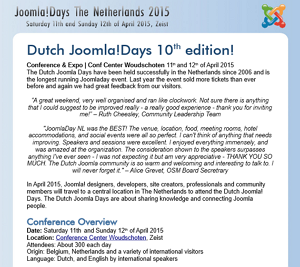 Joomla!Days The Netherlands 2015
Saturday 11th and Sunday 12th of April 2015, Zeist
Dutch Joomla!Days 10th edition!
Conference & Expo | Conf Center Woudschoten 11th and 12th of April 2015
The Dutch Joomla Days have been held successfully in the Netherlands since 2006 and is
the longest running Joomladay event. Last year the event sold more tickets than ever
before and again we had great feedback from our visitors.
"A great weekend, very well organised and ran like clockwork. Not sure there is anything
that I could suggest to be improved really - a really good experience - thank you for inviting
me!" – Ruth Cheesley, Community Leadership Team
"JoomlaDay NL was the BEST! The venue, location, food, meeting rooms, hotel
accommodations, and social events were all so perfect. I can't think of anything that needs
improving. Speakers and sessions were excellent. I enjoyed everything immensely, and
was amazed at the organization. The consideration shown to the speakers surpasses
anything I've ever seen - I was not expecting it but am very appreciative - THANK YOU SO
MUCH. The Dutch Joomla community is so warm and welcoming and interesting to talk to. I
will never forget it." – Alice Grevet, OSM Board Secretary
In April 2015, Joomla! designers, developers, site creators, professionals and community
members will travel to a central location in The Netherlands to attend the Dutch Joomla!
Days. The Dutch Joomla Days are about sharing knowledge and connecting Joomla
people.
Conference Overview
Date: Saturday 11th and Sunday 12th of April 2015
Location: Conference Center Woudschoten, Zeist
Attendees: About 300 each day
Origin: Belgium, Netherlands and a variety of international visitors
Language: Dutch, and English by international speakers